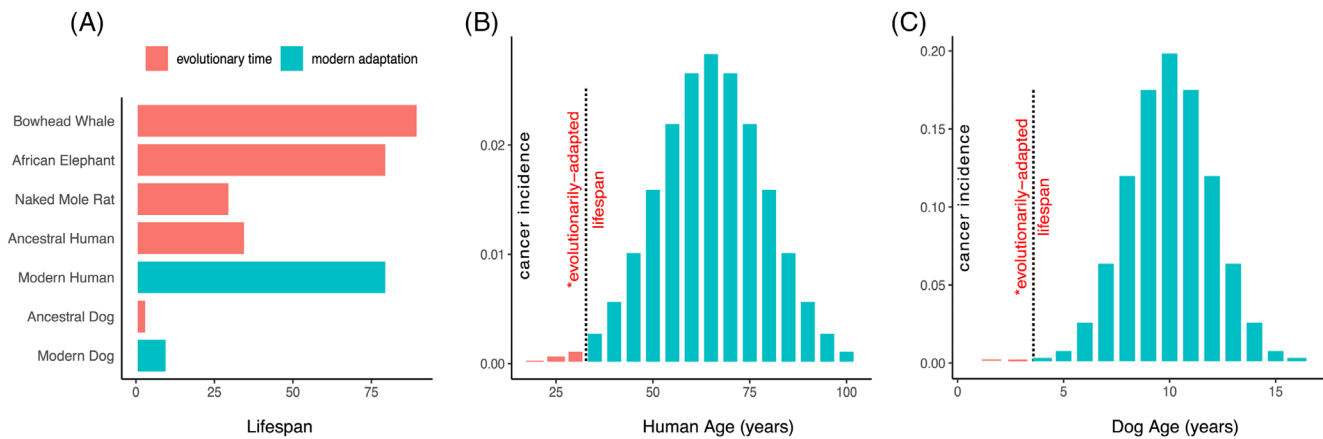 (A)
evolutionary time
modern adaptation
Bowhead Whale
African Elephant
Naked Mole Rat
Ancestral Human
Modern Human
Ancestral Dog
Modern Dog
0
25
50
75
Lifespan
(B)
cancer incidence
*evolutionarily-adapted
lifespan
0.02
0.01
0.00
25
50
75
100
Human Age (years)
(C)
cancer incidence
*evolutionarily-adapted
lifespan
0.20
0.15
0.10
0.05
0.00
0
5
10
15
Dog Age (years)